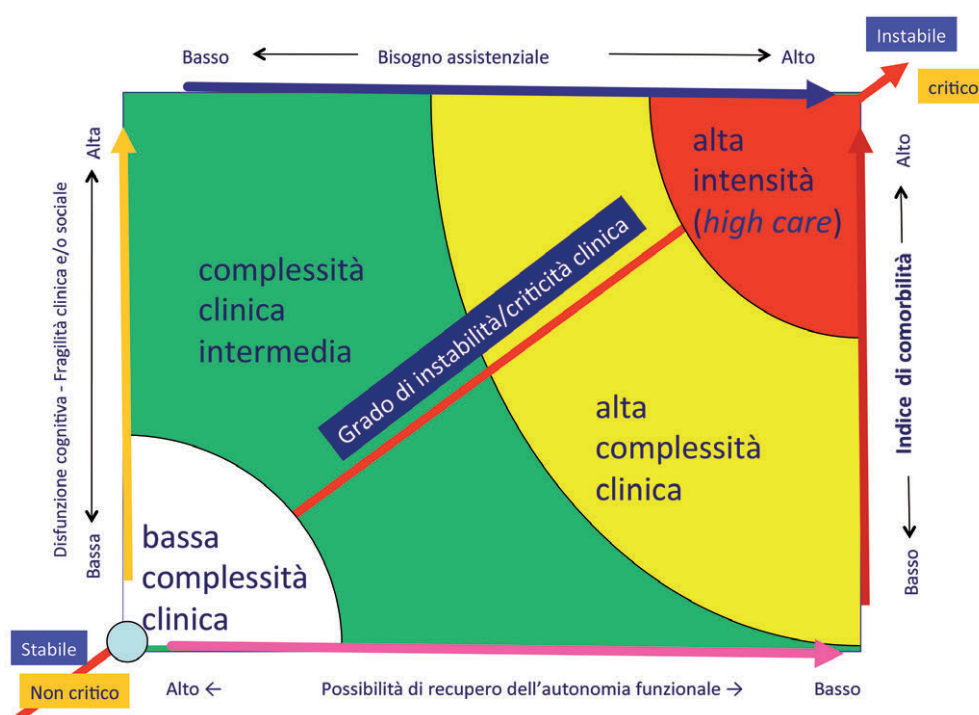 Instabile
critico
Basso ← Bisogno assistenziale → Alto
Disfunzione cognitiva - Fragilità clinica e/o sociale
Bassa ← → Alta
alta
intensità
(high care)
complessità
clinica
intermedia
Grado di instabilità/criticità clinica
alta
complessità
clinica
Basso ← Indice di comorbilità → Alto
bassa
complessità
clinica
Stabile
Non critico
Alto ← Possibilità di recupero dell’autonomia funzionale → Basso